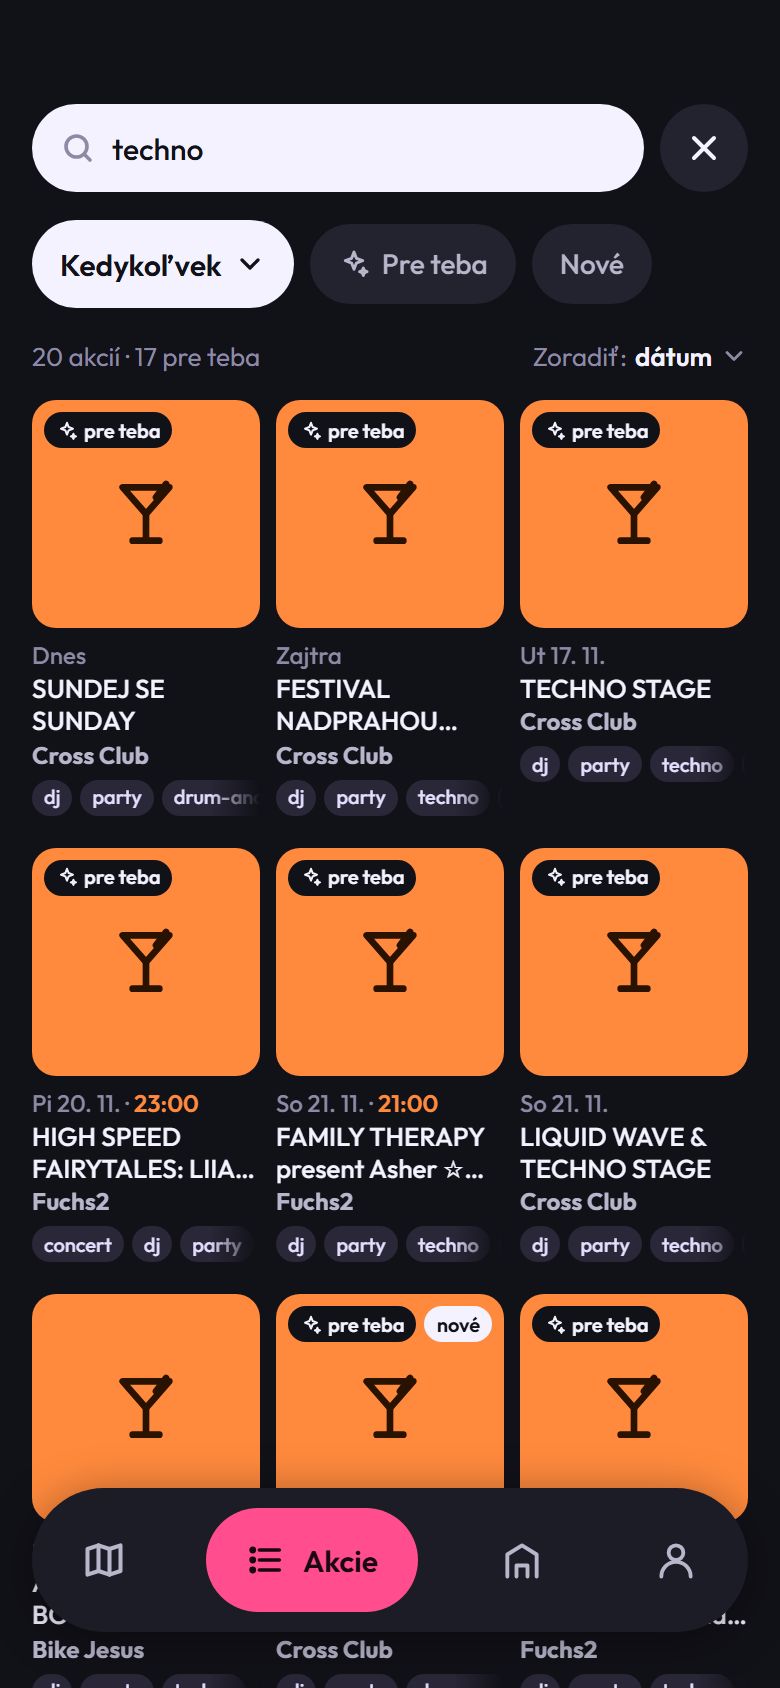 techno
Kedykoľvek
Pre teba
Nové
20 akcií · 17 pre teba
Zoradiť: dátum
pre teba
pre teba
pre teba
Dnes
SUNDEJ SE
SUNDAY
Cross Club
dj party drum-and
Zajtra
FESTIVAL
NADPRAHOU...
Cross Club
dj party techno
Ut 17. 11.
TECHNO STAGE
Cross Club
dj party techno
pre teba
pre teba
pre teba
Pi 20. 11. · 23:00
HIGH SPEED
FAIRYTALES: LIIA...
Fuchs2
concert dj party
So 21. 11. · 21:00
FAMILY THERAPY
present Asher ☆...
Fuchs2
dj party techno
So 21. 11.
LIQUID WAVE &
TECHNO STAGE
Cross Club
dj party techno
pre teba nové
pre teba
Akcie
Bike Jesus
Cross Club
Fuchs2